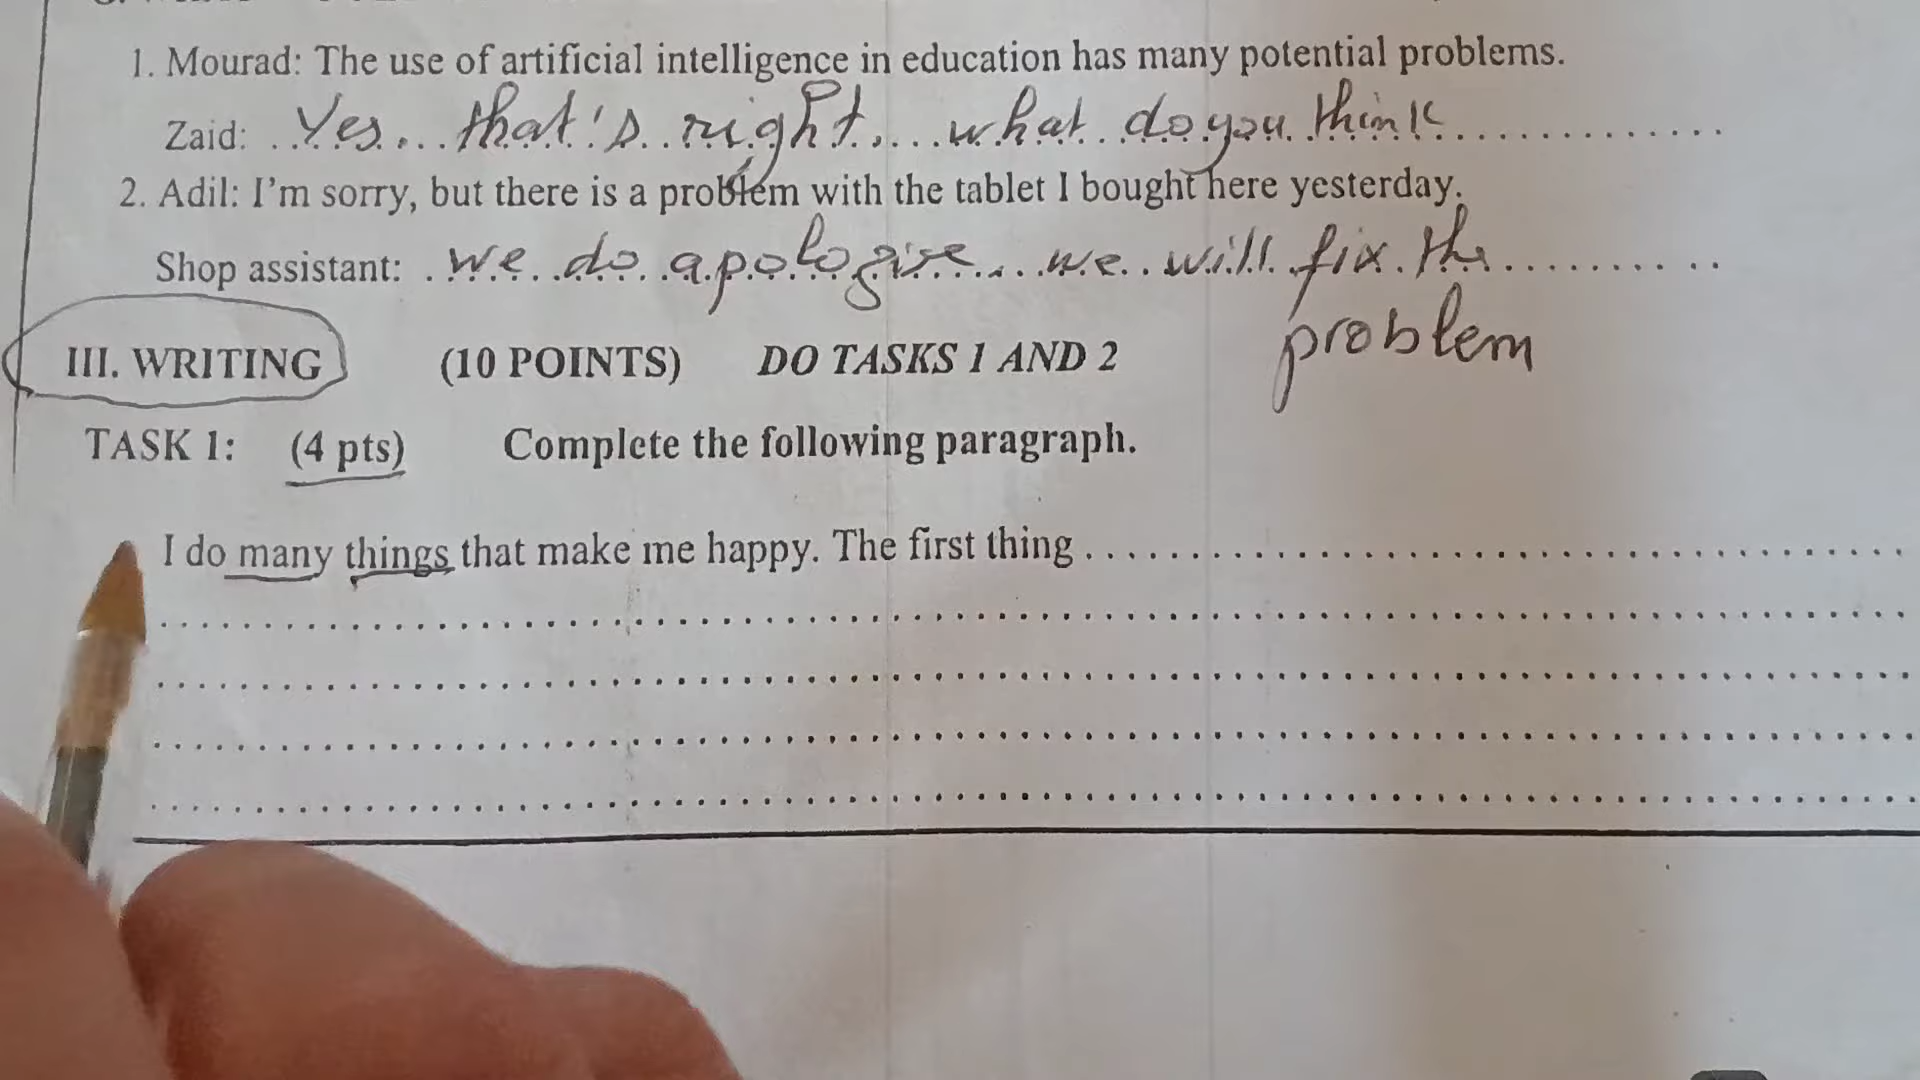 1. Mourad: The use of artificial intelligence in education has many potential problems.
Zaid: Yes... that's right.... what do you think
2. Adil: I'm sorry, but there is a problem with the tablet I bought here yesterday.
Shop assistant: we do apologise... we will fix the
problem
III. WRITING (10 POINTS) DO TASKS 1 AND 2
TASK 1: (4 pts) Complete the following paragraph.
I do many things that make me happy. The first thing